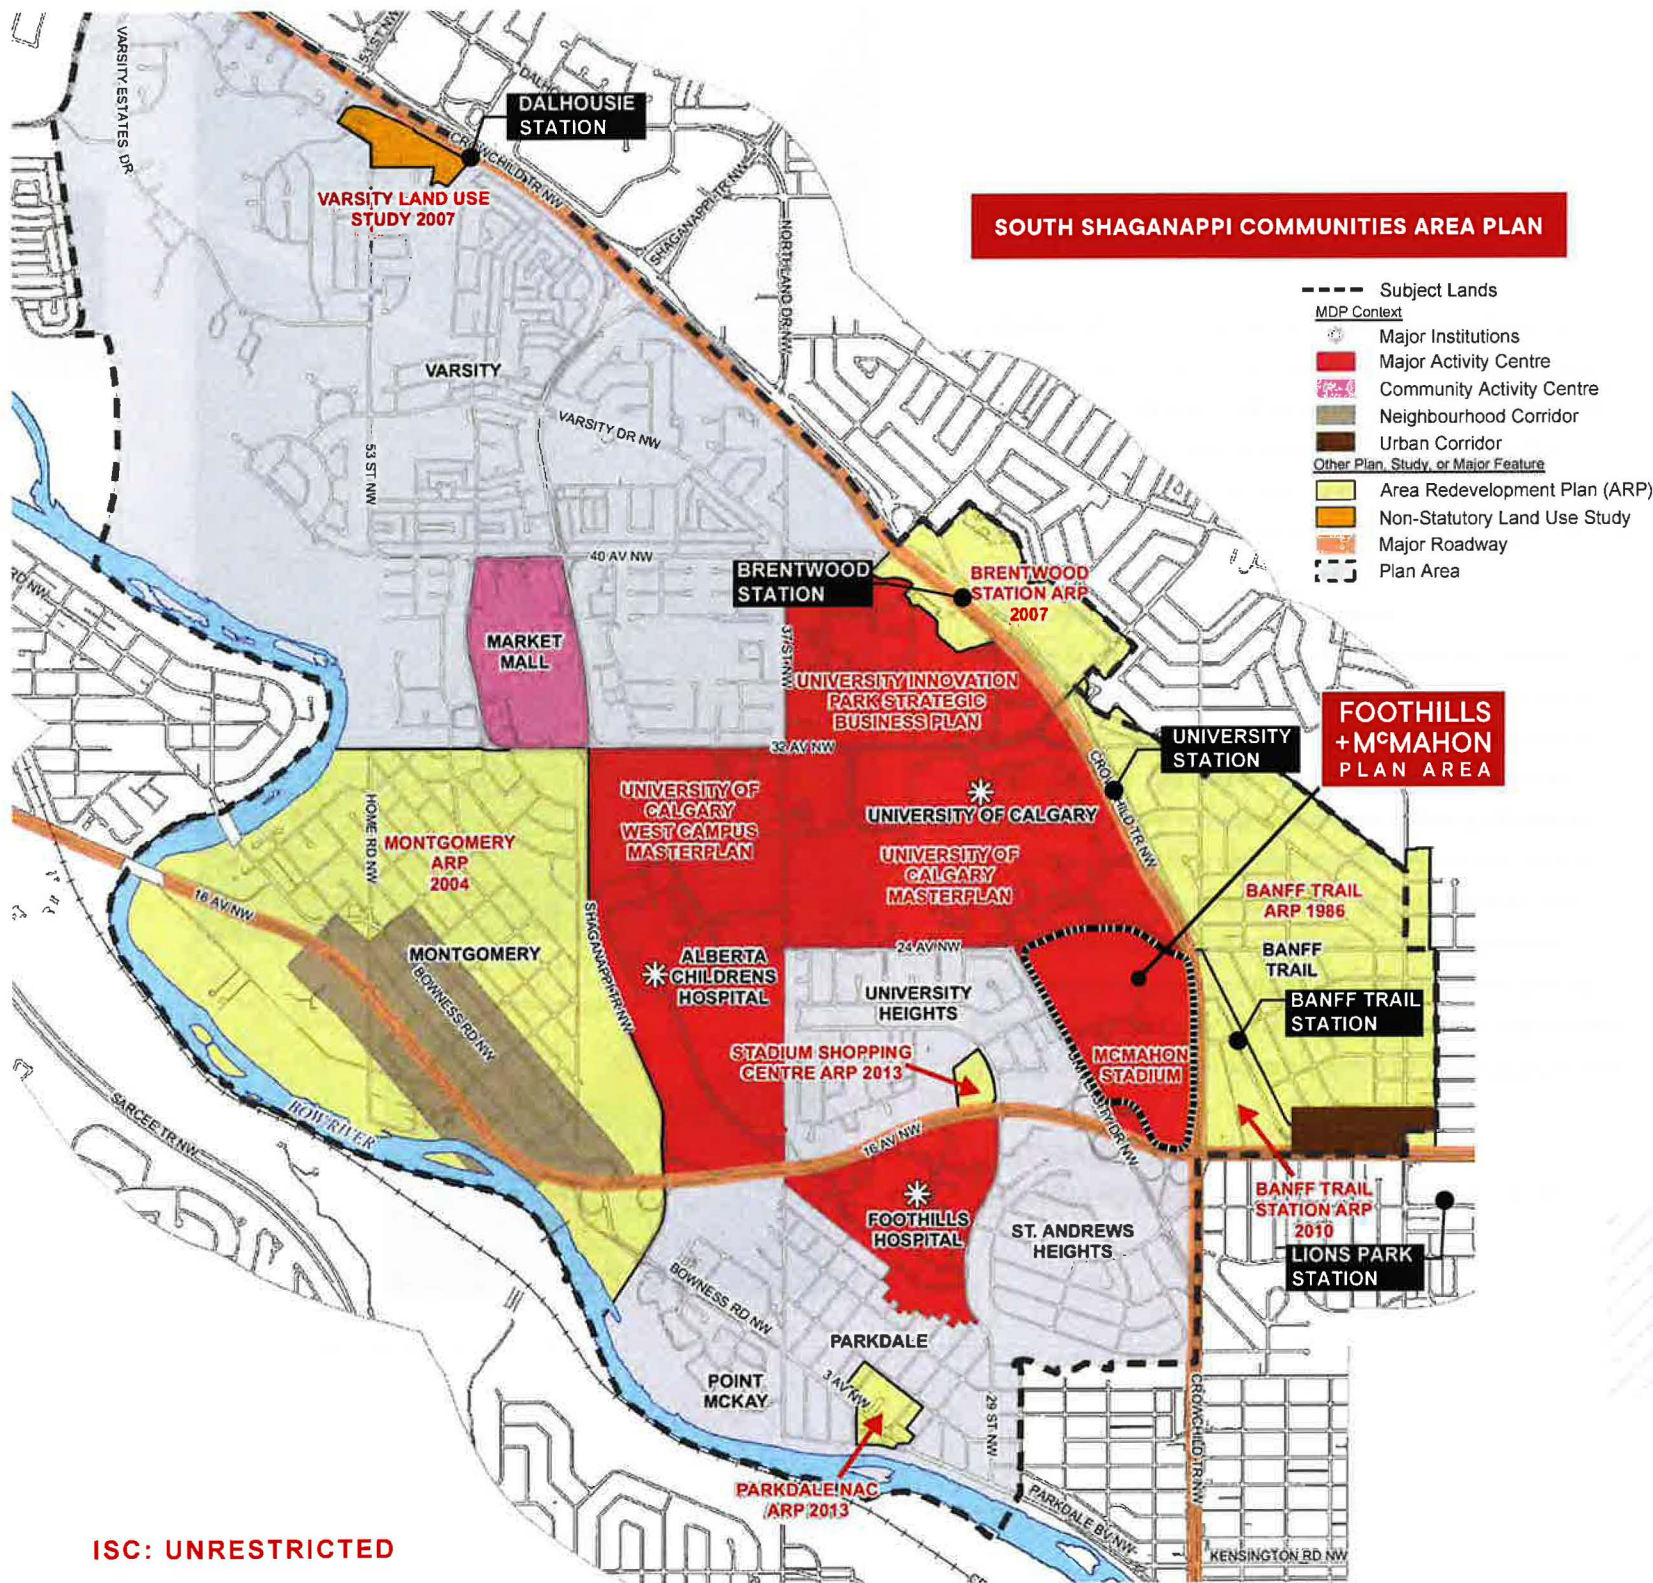 VARSITY ESTATES DR
53 ST NW
DALHOUSIE
STATION
CROWCHILD TR NW
VARSITY LAND USE
STUDY 2007
SHAGANAPPI TR NW
NORTHLAND DR NW
SOUTH SHAGANAPPI COMMUNITIES AREA PLAN
Subject Lands
MDP Context
Major Institutions
Major Activity Centre
Community Activity Centre
Neighbourhood Corridor
Urban Corridor
Other Plan, Study, or Major Feature
Area Redevelopment Plan (ARP)
Non-Statutory Land Use Study
Major Roadway
Plan Area
VARSITY
VARSITY DR NW
53 ST NW
40 AV NW
BRENTWOOD
STATION
BRENTWOOD
STATION ARP
2007
MARKET
MALL
37 ST NW
UNIVERSITY INNOVATION
PARK STRATEGIC
BUSINESS PLAN
32 AV NW
FOOTHILLS
+McMAHON
PLAN AREA
UNIVERSITY
STATION
CROWCHILD TR NW
UNIVERSITY OF
CALGARY
WEST CAMPUS
MASTERPLAN
UNIVERSITY OF CALGARY
UNIVERSITY OF
CALGARY
MASTERPLAN
HOME RD NW
MONTGOMERY
ARP
2004
16 AV NW
BANFF TRAIL
ARP 1986
MONTGOMERY
BOWNESS RD NW
SHAGANAPPI TR NW
ALBERTA
CHILDRENS
HOSPITAL
24 AV NW
UNIVERSITY
HEIGHTS
BANFF
TRAIL
BANFF TRAIL
STATION
STADIUM SHOPPING
CENTRE ARP 2013
MCMAHON
STADIUM
UNIVERSITY DR NW
SARCEE TR NW
BOW RIVER
16 AV NW
FOOTHILLS
HOSPITAL
ST. ANDREWS
HEIGHTS
BANFF TRAIL
STATION ARP
2010
LIONS PARK
STATION
BOWNESS RD NW
PARKDALE
POINT
MCKAY
3 AV NW
29 ST NW
CROWCHILD TR NW
PARKDALE NAC
ARP 2013
PARKDALE BV NW
KENSINGTON RD NW
ISC: UNRESTRICTED